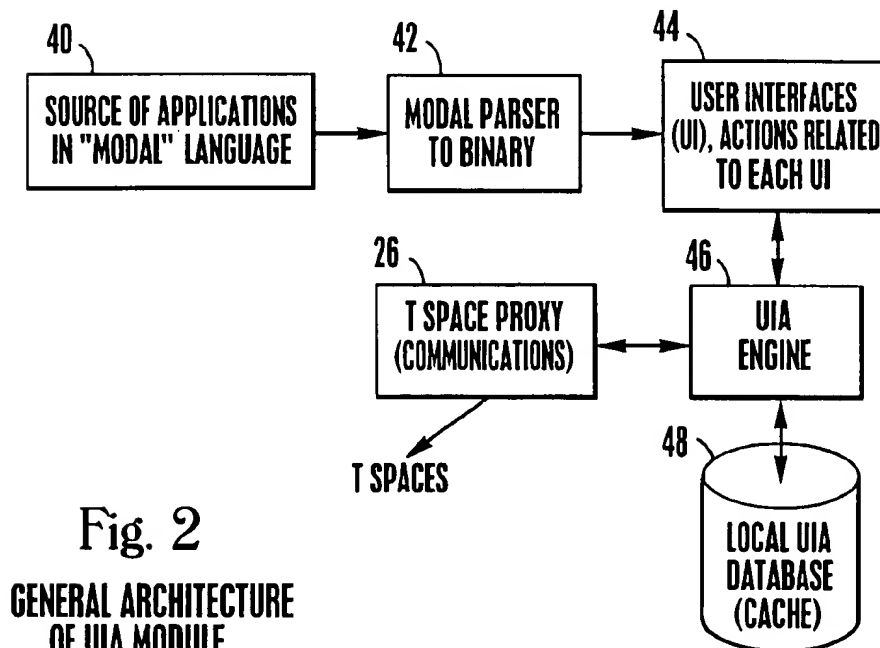 40
SOURCE OF APPLICATIONS
IN "MODAL" LANGUAGE
42
MODAL PARSER
TO BINARY
44
USER INTERFACES
(UI), ACTIONS RELATED
TO EACH UI
26
T SPACE PROXY
(COMMUNICATIONS)
46
UIA
ENGINE
T SPACES
48
LOCAL UIA
DATABASE
(CACHE)
Fig. 2
GENERAL ARCHITECTURE
OF UIA MODULE